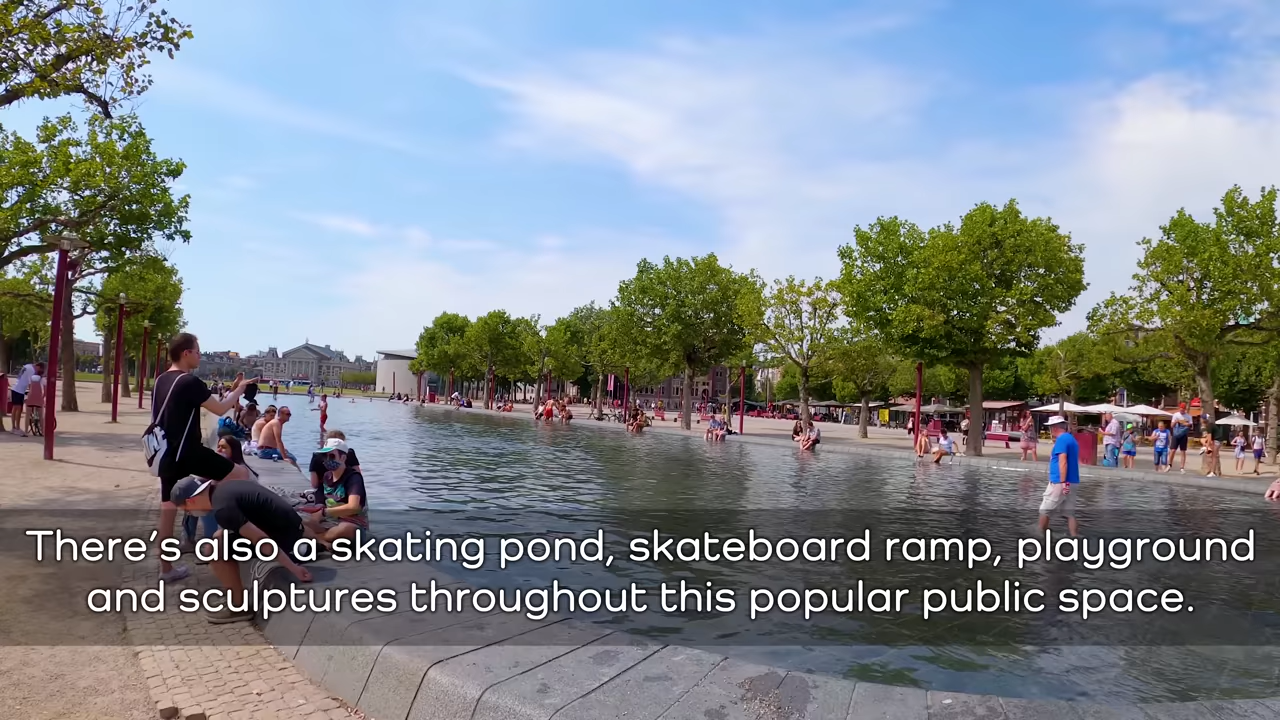 There's also a skating pond, skateboard ramp, playground
and sculptures throughout this popular public space.